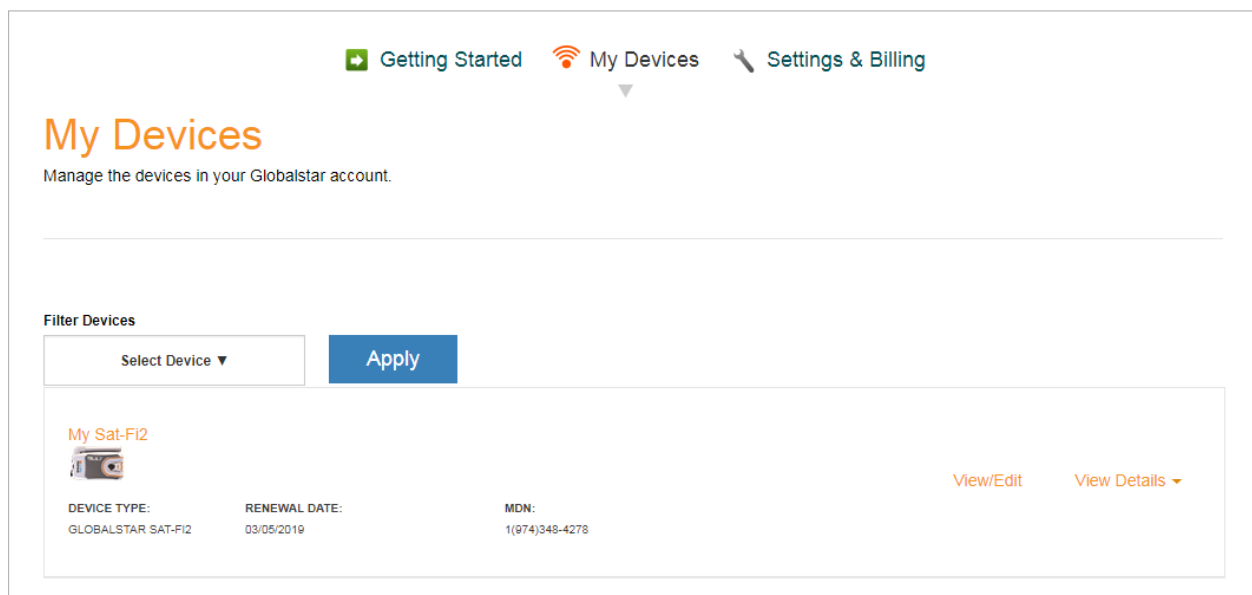 Getting Started My Devices Settings & Billing
My Devices
Manage the devices in your Globalstar account.
Filter Devices
Select Device ▼ Apply
My Sat-Fi2
View/Edit View Details
DEVICE TYPE: RENEWAL DATE: MDN:
GLOBALSTAR SAT-FI2 03/05/2019 1(974)348-4278